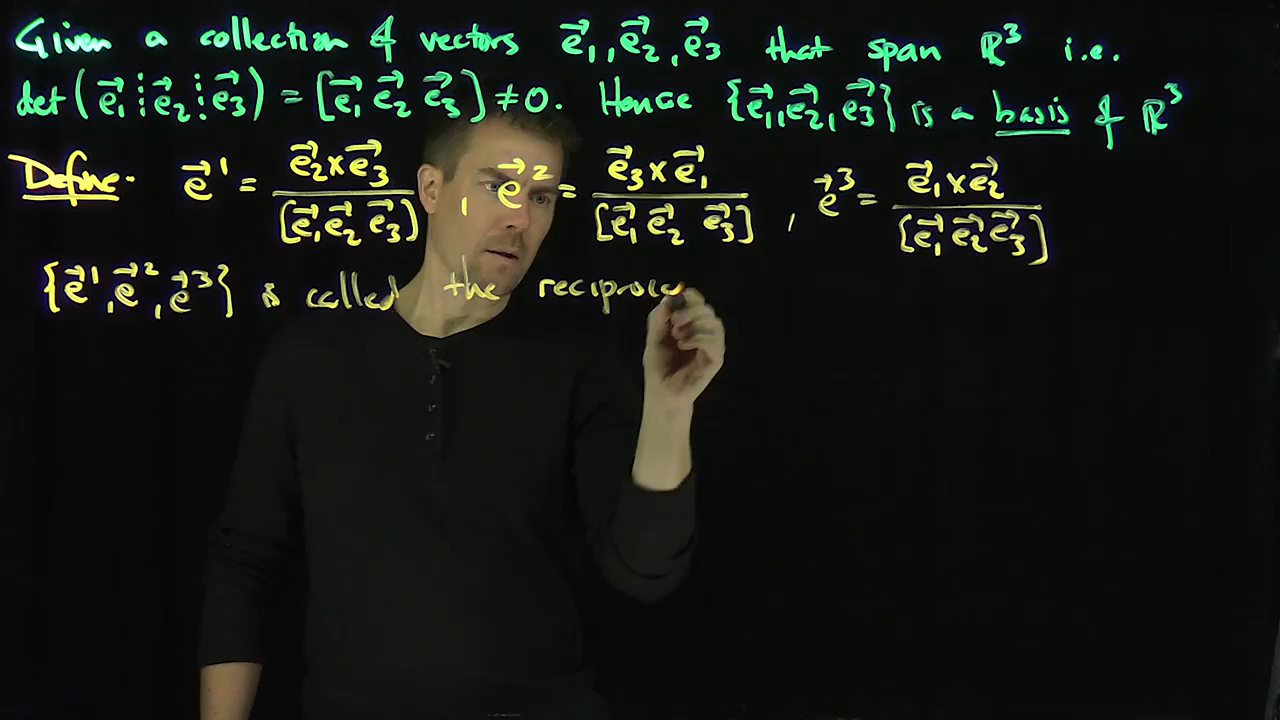 Given a collection of vectors e⃗₁, e⃗₂, e⃗₃ that span ℝ³ i.e.
det(e⃗₁ ⋮ e⃗₂ ⋮ e⃗₃) = [e⃗₁ e⃗₂ e⃗₃] ≠ 0. Hence {e⃗₁, e⃗₂, e⃗₃} is a basis of ℝ³
Define. e⃗¹ = (e⃗₂ × e⃗₃)/[e⃗₁ e⃗₂ e⃗₃], e⃗² = (e⃗₃ × e⃗₁)/[e⃗₁ e⃗₂ e⃗₃], e⃗³ = (e⃗₁ × e⃗₂)/[e⃗₁ e⃗₂ e⃗₃]
{e⃗¹, e⃗², e⃗³} is called the reciproca